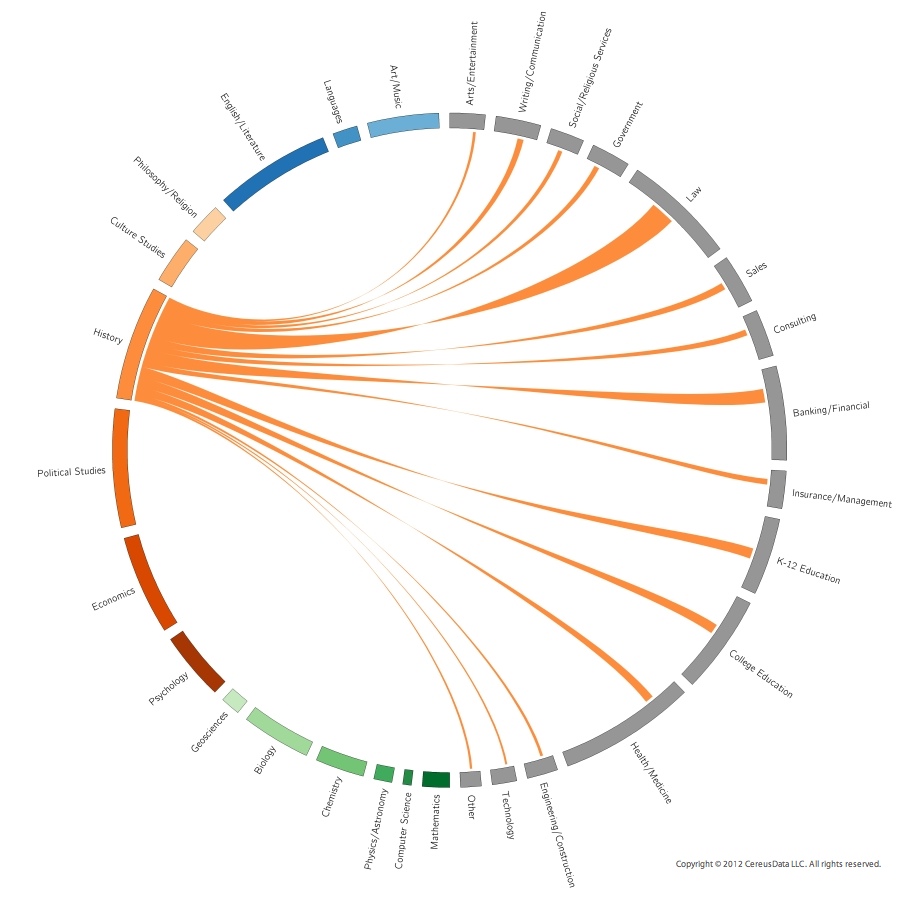 Arts/Entertainment
Writing/Communication
Social/Religious Services
Government
Law
Sales
Consulting
Banking/Financial
Insurance/Management
K-12 Education
College Education
Health/Medicine
Engineering/Construction
Technology
Other
Mathematics
Computer Science
Physics/Astronomy
Chemistry
Biology
Geosciences
Psychology
Economics
Political Studies
History
Culture Studies
Philosophy/Religion
English/Literature
Languages
Art/Music
Copyright © 2012 CereusData LLC. All rights reserved.